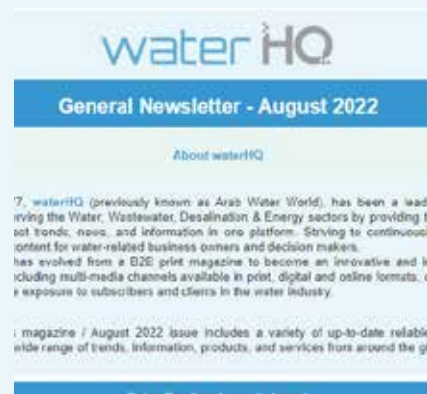 water HQ
General Newsletter - August 2022
About waterHQ
7, waterHQ (previously known as Arab Water World), has been a lead
erving the Water, Wastewater, Desalination & Energy sectors by providing t
oot trends, news, and information in one platform. Striving to continuous
content for water-related business owners and decision makers.
has evolved from a B2B print magazine to become an innovative and i
cluding multi-media channels available in print, digital and online formats,
e exposure to subscribers and clients in the water industry.
s magazine / August 2022 issue includes a variety of up-to-date reliable
wide range of trends, information, products, and services from around the gl